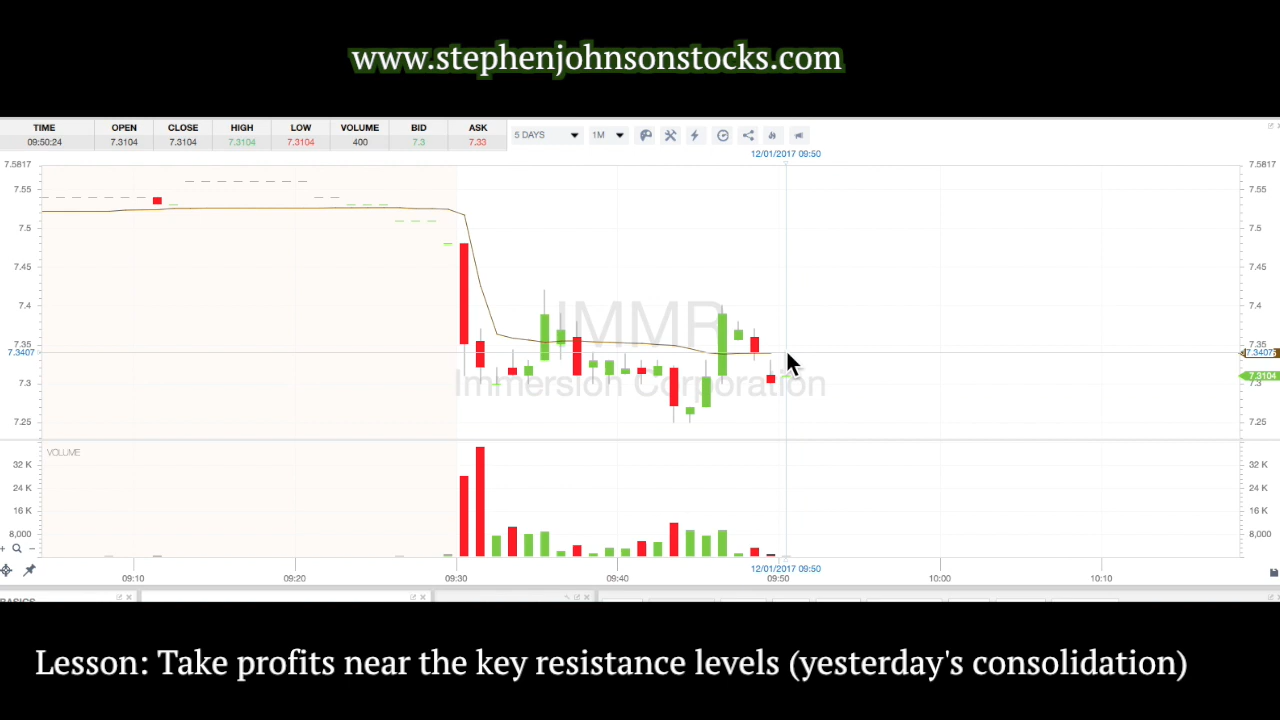 www.stephenjohnsonstocks.com
TIME OPEN CLOSE HIGH LOW VOLUME BID ASK
09:50:24 7.3104 7.3104 7.3104 7.3104 400 7.3 7.33
5 DAYS 1M
12/01/2017 09:50
7.5817 7.5817
7.55 7.55
7.5 7.5
7.45 7.45
7.4 7.4
IMMR
7.35 7.35
7.3407 7.3407
7.3104
7.3 Immersion Corporation 7.3
7.25 7.25
VOLUME
32 K 32 K
24 K 24 K
16 K 16 K
8,000 8,000
12/01/2017 09:50
09:10 09:20 09:30 09:40 09:50 10:00 10:10
Lesson: Take profits near the key resistance levels (yesterday's consolidation)